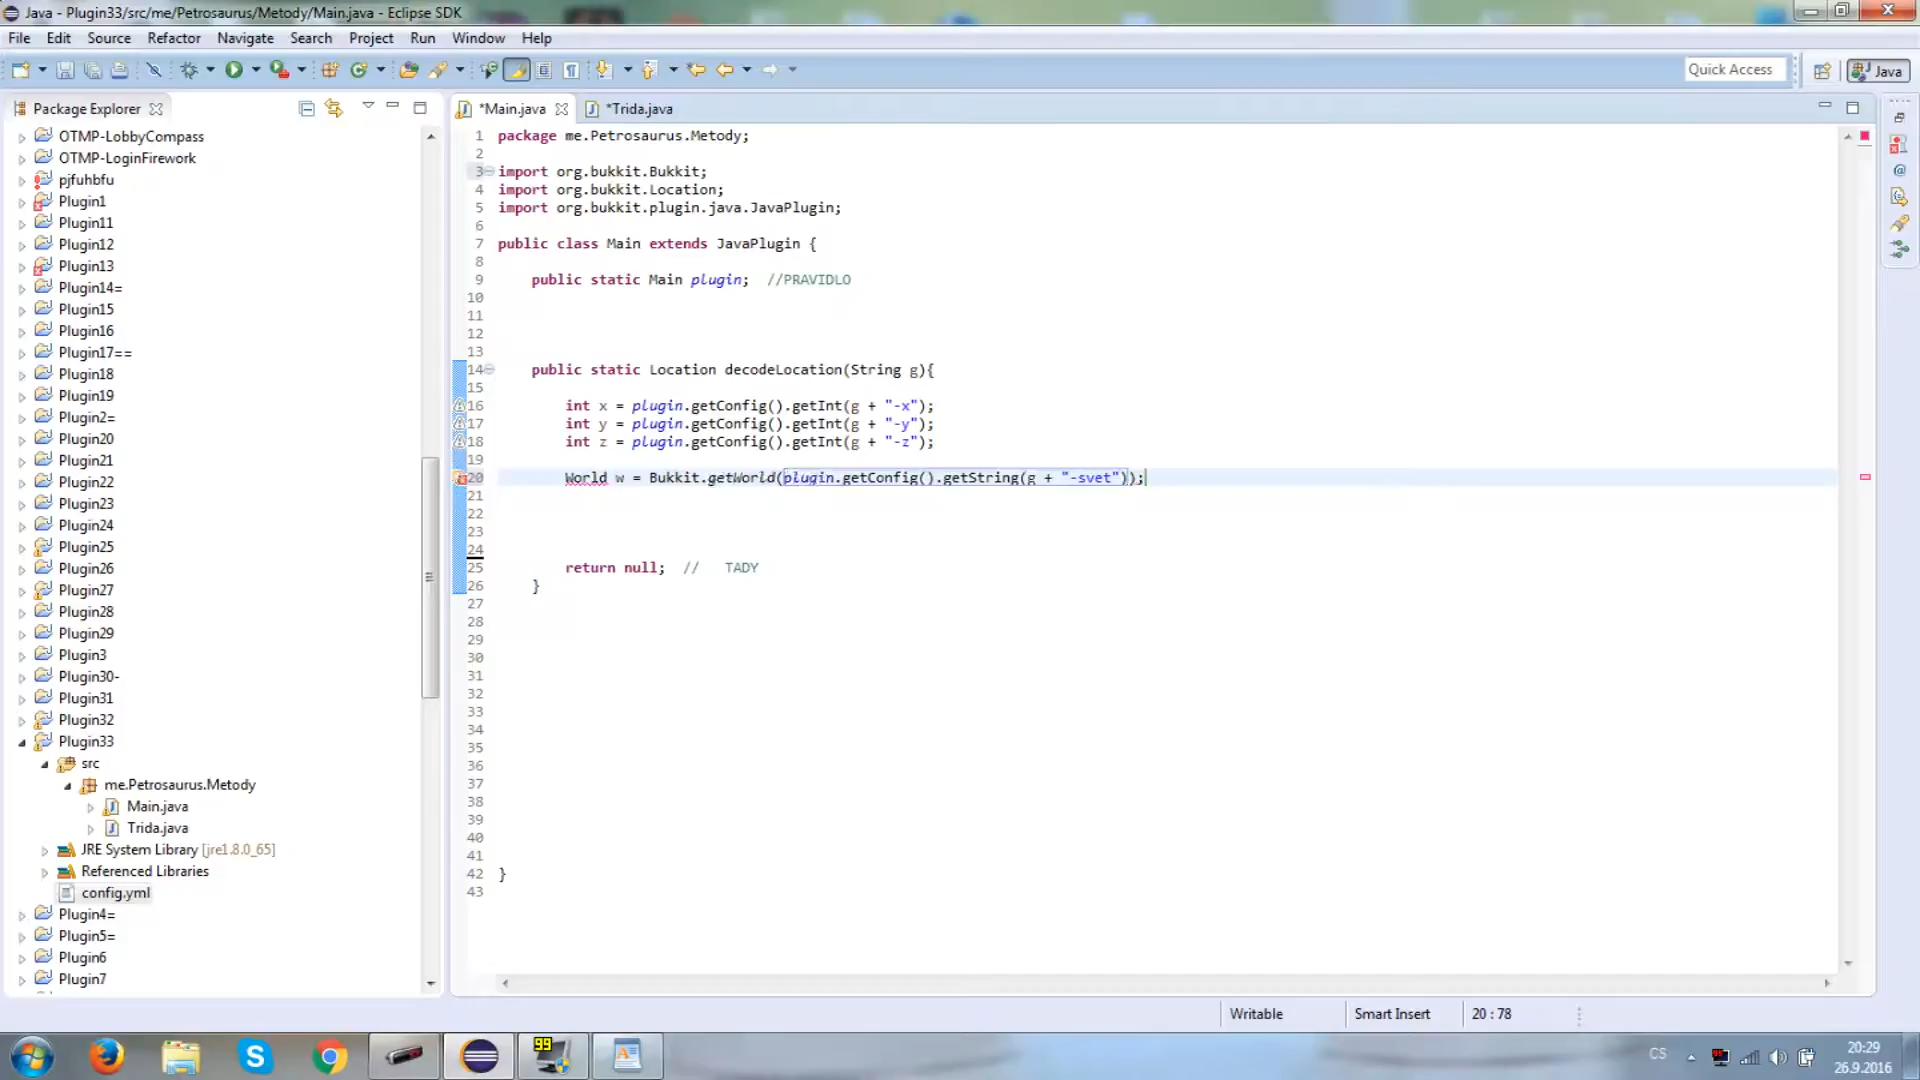 Java - Plugin33/src/me/Petrosaurus/Metody/Main.java - Eclipse SDK
File Edit Source Refactor Navigate Search Project Run Window Help
Quick Access
Java
Package Explorer
OTMP-LobbyCompass
OTMP-LoginFirework
pjfuhbfu
Plugin1
Plugin11
Plugin12
Plugin13
Plugin14=
Plugin15
Plugin16
Plugin17==
Plugin18
Plugin19
Plugin2=
Plugin20
Plugin21
Plugin22
Plugin23
Plugin24
Plugin25
Plugin26
Plugin27
Plugin28
Plugin29
Plugin3
Plugin30-
Plugin31
Plugin32
Plugin33
src
me.Petrosaurus.Metody
Main.java
Trida.java
JRE System Library [jre1.8.0_65]
Referenced Libraries
config.yml
Plugin4=
Plugin5=
Plugin6
Plugin7
*Main.java *Trida.java
1 package me.Petrosaurus.Metody;
2
3 import org.bukkit.Bukkit;
4 import org.bukkit.Location;
5 import org.bukkit.plugin.java.JavaPlugin;
6
7 public class Main extends JavaPlugin {
8
9 public static Main plugin; //PRAVIDLO
10
11
12
13
14 public static Location decodeLocation(String g){
15
16 int x = plugin.getConfig().getInt(g + "-x");
17 int y = plugin.getConfig().getInt(g + "-y");
18 int z = plugin.getConfig().getInt(g + "-z");
19
20 World w = Bukkit.getWorld(plugin.getConfig().getString(g + "-svet"));
21
22
23
24
25 return null; // TADY
26 }
27
28
29
30
31
32
33
34
35
36
37
38
39
40
41
42 }
43
Writable Smart Insert 20 : 78
99
CS
20:29
26.9.2016